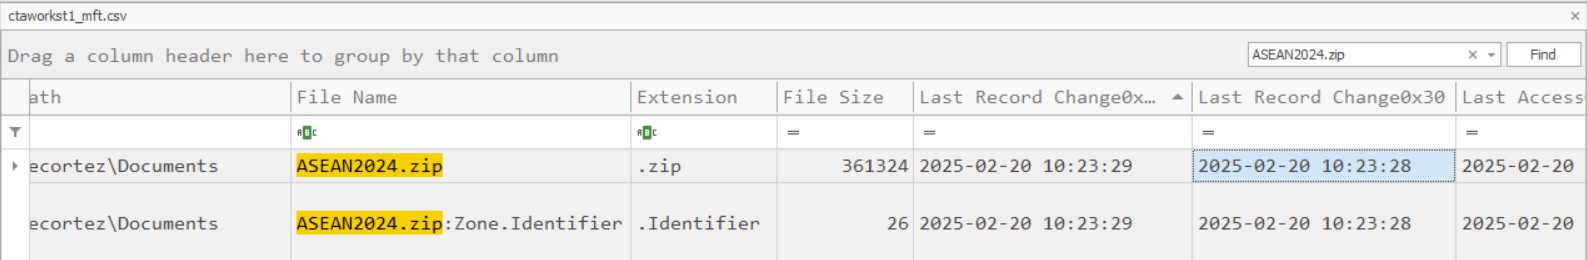 ctaworkst1_mft.csv
Drag a column header here to group by that column ASEAN2024.zip Find
ath File Name Extension File Size Last Record Change0x… Last Record Change0x30 Last Access
ABC ABC = = = =
ecortez\Documents ASEAN2024.zip .zip 361324 2025-02-20 10:23:29 2025-02-20 10:23:28 2025-02-20
ecortez\Documents ASEAN2024.zip:Zone.Identifier .Identifier 26 2025-02-20 10:23:29 2025-02-20 10:23:28 2025-02-20